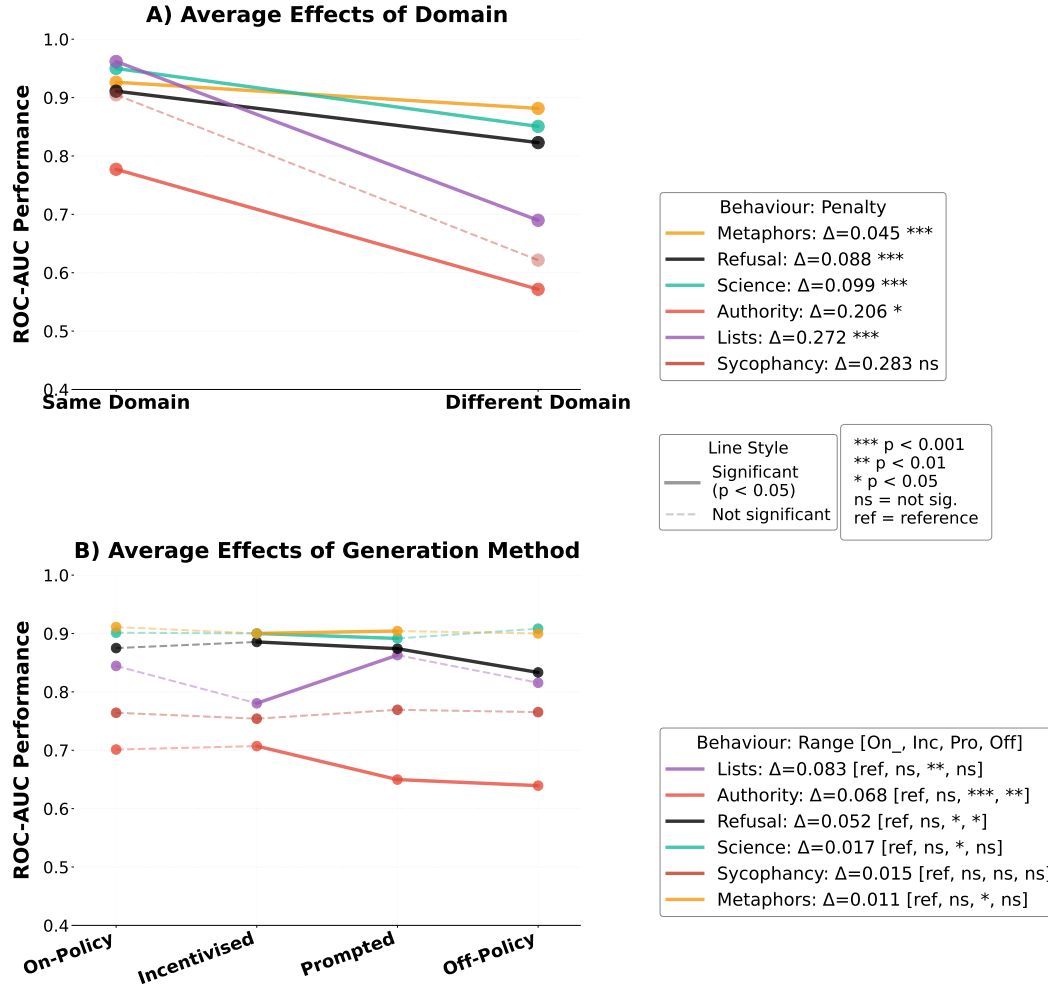 A) Average Effects of Domain
ROC-AUC Performance
1.0
0.9
0.8
0.7
0.6
0.5
0.4
Same Domain
Different Domain
Behaviour: Penalty
Metaphors: Δ=0.045 ***
Refusal: Δ=0.088 ***
Science: Δ=0.099 ***
Authority: Δ=0.206 *
Lists: Δ=0.272 ***
Sycophancy: Δ=0.283 ns
Line Style
Significant
(p < 0.05)
Not significant
*** p < 0.001
** p < 0.01
* p < 0.05
ns = not sig.
ref = reference
B) Average Effects of Generation Method
ROC-AUC Performance
1.0
0.9
0.8
0.7
0.6
0.5
0.4
On-Policy
Incentivised
Prompted
Off-Policy
Behaviour: Range [On_, Inc, Pro, Off]
Lists: Δ=0.083 [ref, ns, **, ns]
Authority: Δ=0.068 [ref, ns, ***, **]
Refusal: Δ=0.052 [ref, ns, *, *]
Science: Δ=0.017 [ref, ns, *, ns]
Sycophancy: Δ=0.015 [ref, ns, ns, ns]
Metaphors: Δ=0.011 [ref, ns, *, ns]